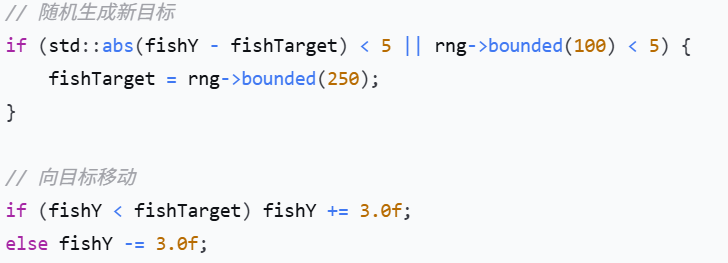 // 随机生成新目标
if (std::abs(fishY - fishTarget) < 5 || rng->bounded(100) < 5) {
    fishTarget = rng->bounded(250);
}

// 向目标移动
if (fishY < fishTarget) fishY += 3.0f;
else fishY -= 3.0f;